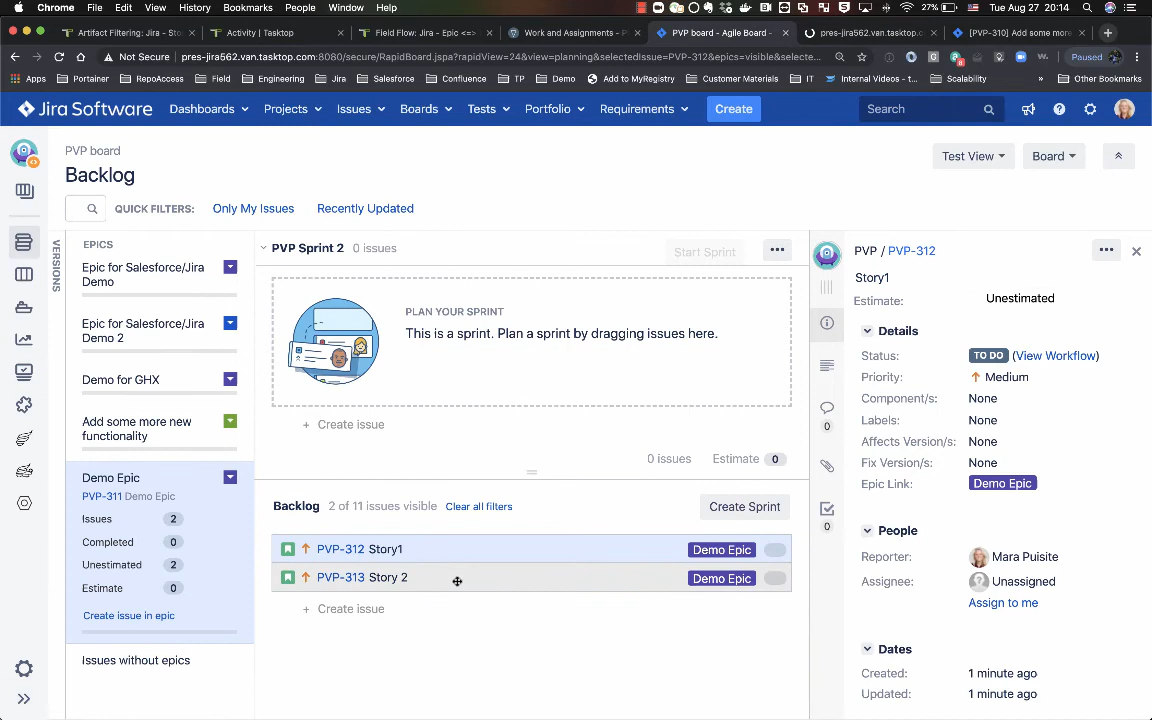 Chrome File Edit View History Bookmarks People Window Help 27% Tue Aug 27 20:14
Artifact Filtering: Jira - Sto
Activity | Tasktop
Field Flow: Jira - Epic <=>
Work and Assignments - P
PVP board - Agile Board -
pres-jira562.van.tasktop.c
[PVP-310] Add some more
Not Secure pres-jira562.van.tasktop.com:8080/secure/RapidBoard.jspa?rapidView=24&view=planning&selectedIssue=PVP-312&epics=visible&selecte...
Paused
Apps Portainer RepoAccess Field Engineering Jira Salesforce Confluence TP Demo Add to MyRegistry Customer Materials IT Internal Videos - T... Scalability » Other Bookmarks
Jira Software Dashboards Projects Issues Boards Tests Portfolio Requirements Create Search
PVP board
Backlog
Test View Board
QUICK FILTERS: Only My Issues Recently Updated
VERSIONS
EPICS
Epic for Salesforce/Jira
Demo
Epic for Salesforce/Jira
Demo 2
Demo for GHX
Add some more new
functionality
Demo Epic
PVP-311 Demo Epic
Issues 2
Completed 0
Unestimated 2
Estimate 0
Create issue in epic
Issues without epics
PVP Sprint 2 0 issues
Start Sprint
PLAN YOUR SPRINT
This is a sprint. Plan a sprint by dragging issues here.
+ Create issue
0 issues Estimate 0
Backlog 2 of 11 issues visible Clear all filters Create Sprint
PVP-312 Story1 Demo Epic
PVP-313 Story 2 Demo Epic
+ Create issue
PVP / PVP-312
Story1
Estimate: Unestimated
Details
Status: TO DO (View Workflow)
Priority: Medium
Component/s: None
Labels: None
Affects Version/s: None
Fix Version/s: None
Epic Link: Demo Epic
0
0
People
Reporter: Mara Puisite
Assignee: Unassigned
Assign to me
Dates
Created: 1 minute ago
Updated: 1 minute ago